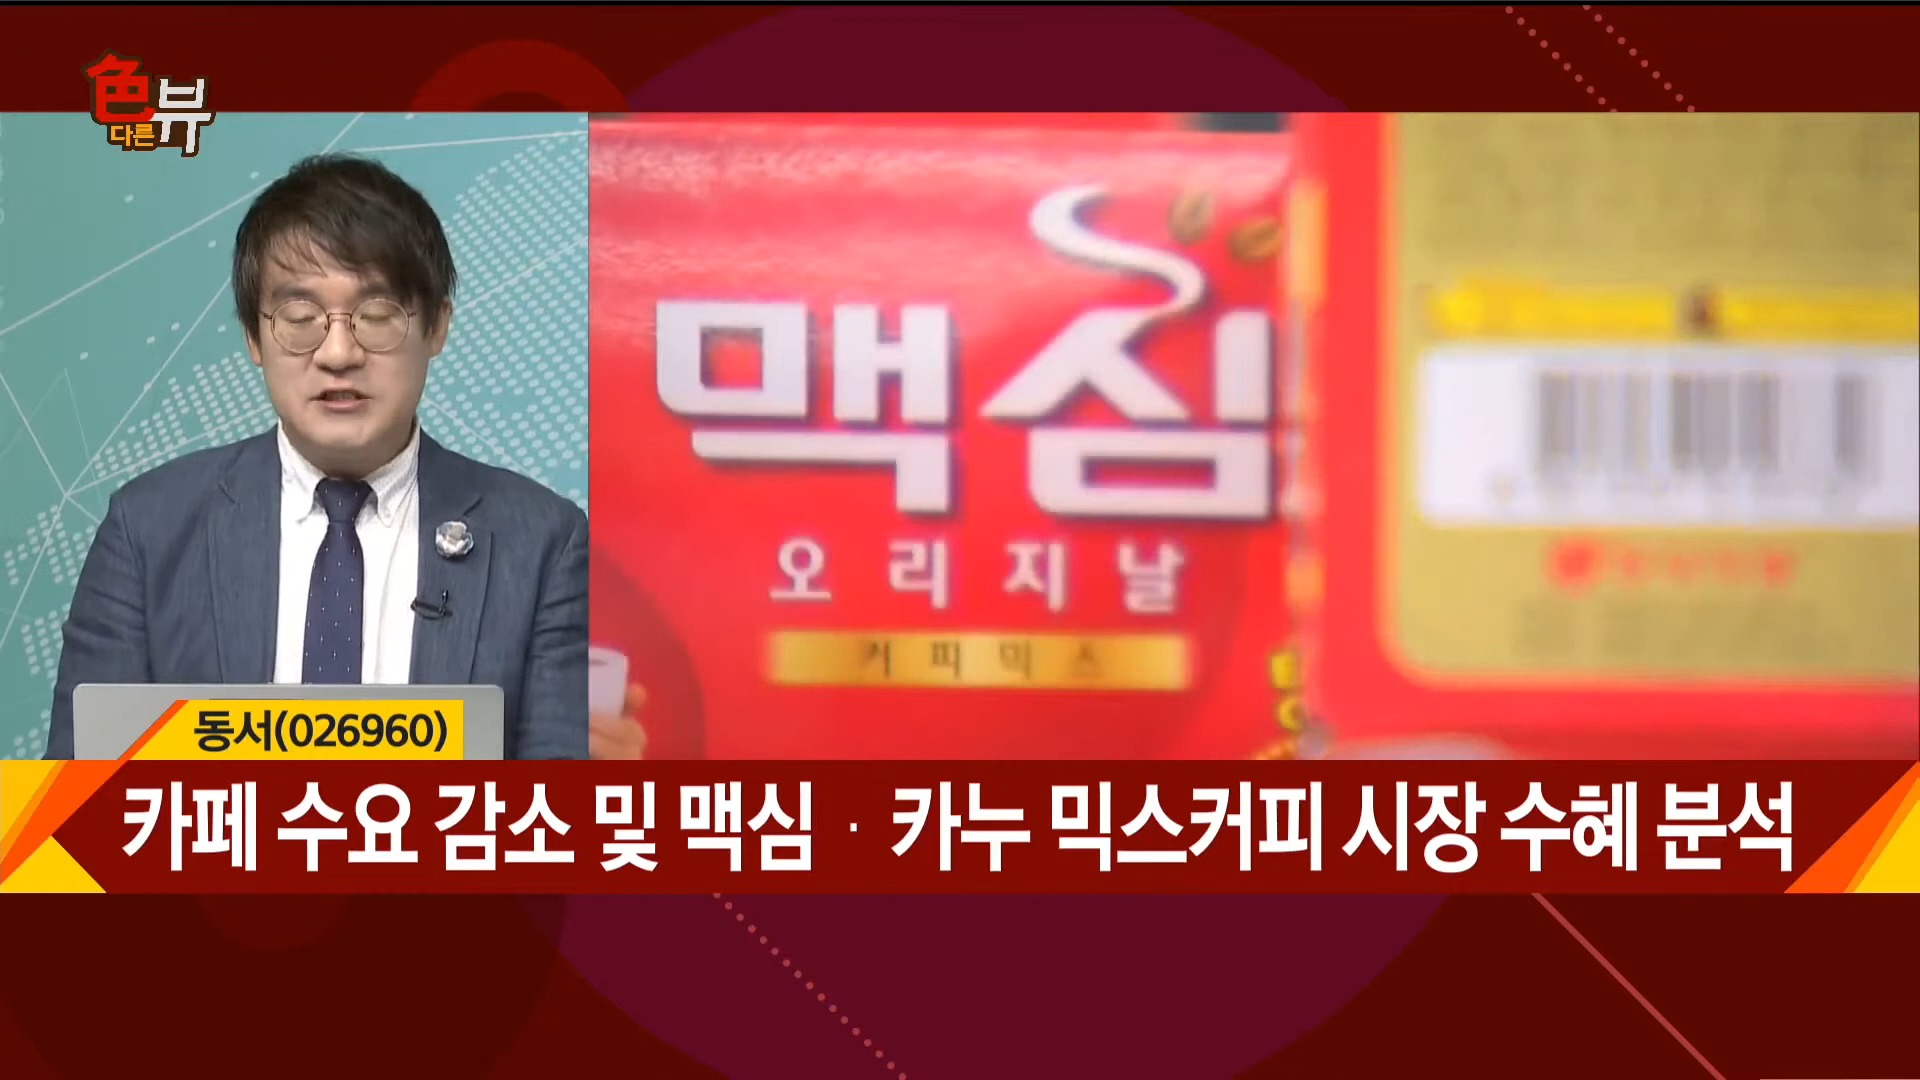 色뷰
다른
맥심
오리지날
커피믹스
동서(026960)
카페 수요 감소 및 맥심 · 카누 믹스커피 시장 수혜 분석